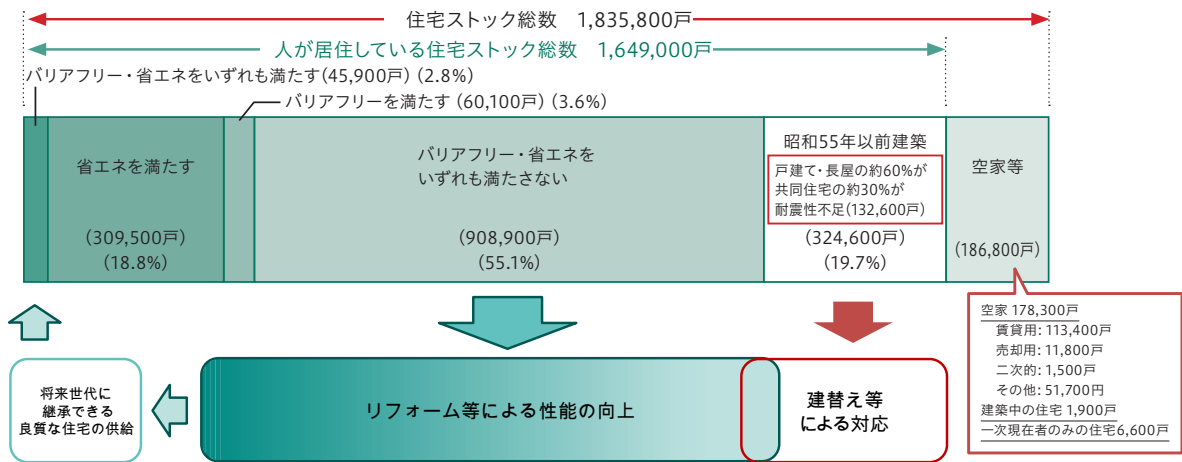 住宅ストック総数 1,835,800戸
人が居住している住宅ストック総数 1,649,000戸
バリアフリー・省エネをいずれも満たす(45,900戸) (2.8%)
バリアフリーを満たす (60,100戸) (3.6%)
省エネを満たす
(309,500戸)
(18.8%)
バリアフリー・省エネを
いずれも満たさない
(908,900戸)
(55.1%)
昭和55年以前建築
戸建て・長屋の約60%が
共同住宅の約30%が
耐震性不足(132,600戸)
(324,600戸)
(19.7%)
空家等
(186,800戸)
空家 178,300戸
賃貸用: 113,400戸
売却用: 11,800戸
二次的: 1,500戸
その他: 51,700円
建築中の住宅 1,900戸
一次現在者のみの住宅6,600戸
将来世代に
継承できる
良質な住宅の供給
リフォーム等による性能の向上
建替え等
による対応